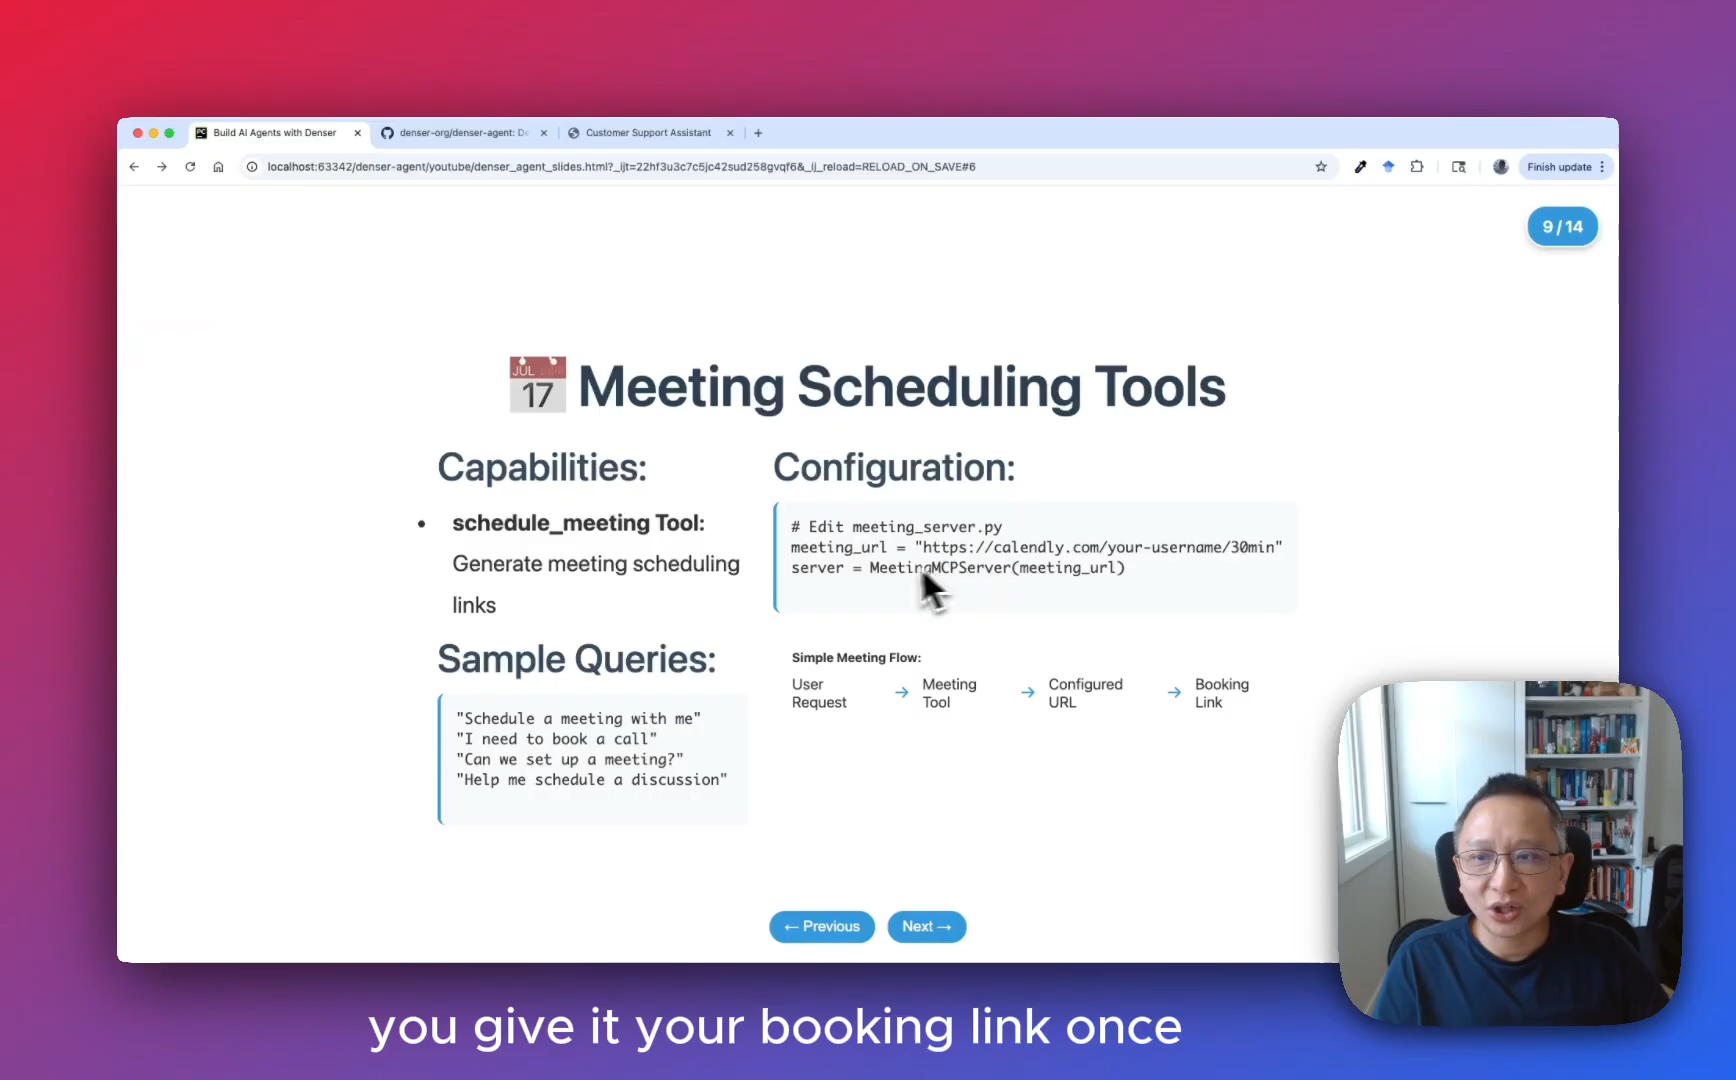 Build AI Agents with Denser
denser-org/denser-agent: De
Customer Support Assistant
localhost:63342/denser-agent/youtube/denser_agent_slides.html?_ijt=22hf3u3c7c5jc42sud258gvqf6&_ij_reload=RELOAD_ON_SAVE#6
Finish update
9 / 14
JUL
17
Meeting Scheduling Tools
Capabilities:
• schedule_meeting Tool:
Generate meeting scheduling
links
Sample Queries:
"Schedule a meeting with me"
"I need to book a call"
"Can we set up a meeting?"
"Help me schedule a discussion"
Configuration:
# Edit meeting_server.py
meeting_url = "https://calendly.com/your-username/30min"
server = MeetingMCPServer(meeting_url)
Simple Meeting Flow:
User
Request
→ Meeting
Tool
→ Configured
URL
→ Booking
Link
← Previous
Next →
you give it your booking link once